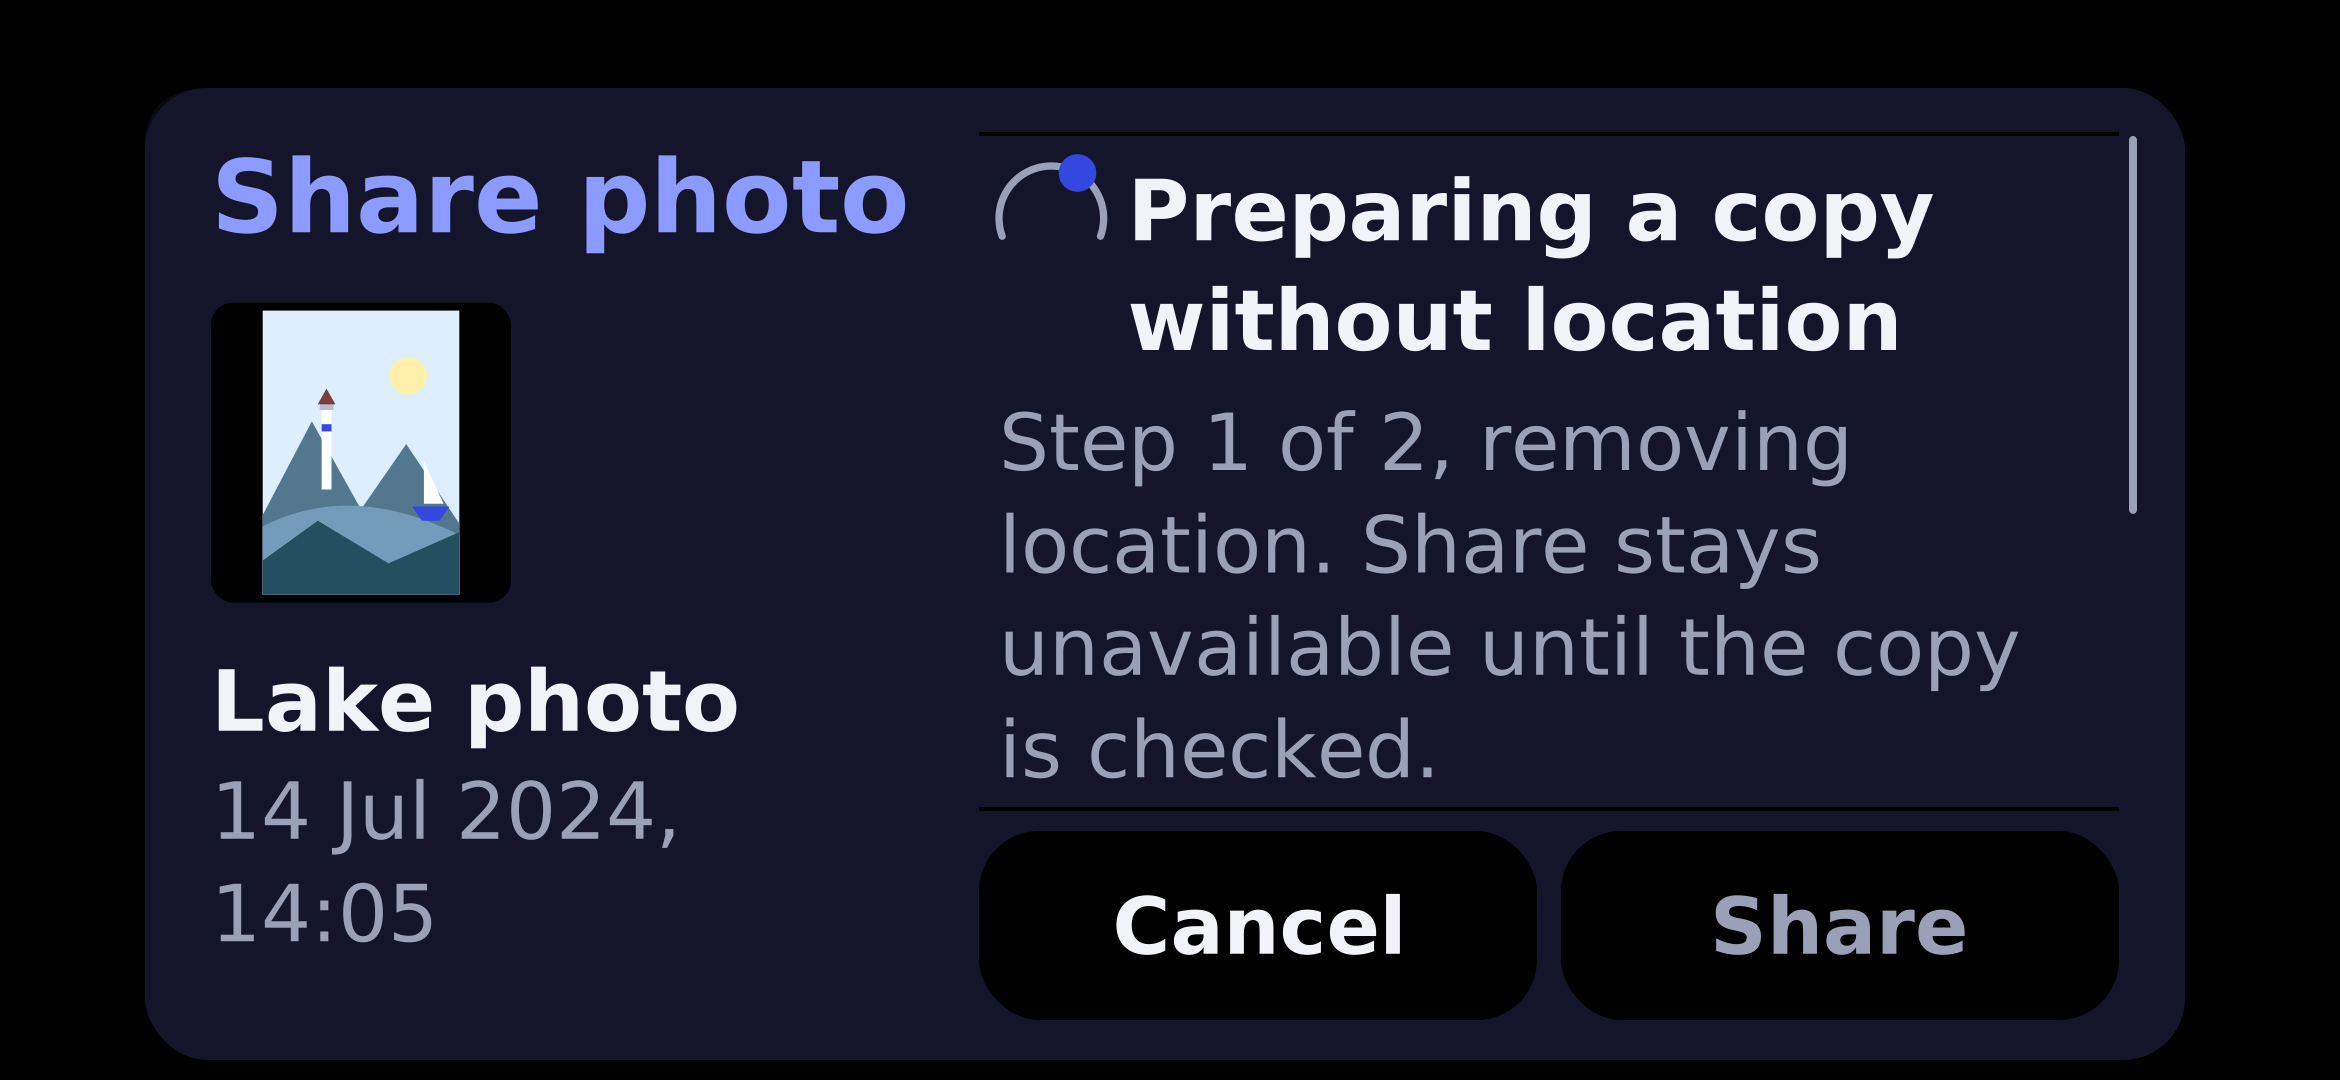 Share photo
Lake photo
14 Jul 2024,
14:05
Preparing a copy
without location
Step 1 of 2, removing
location. Share stays
unavailable until the copy
is checked.
Cancel
Share